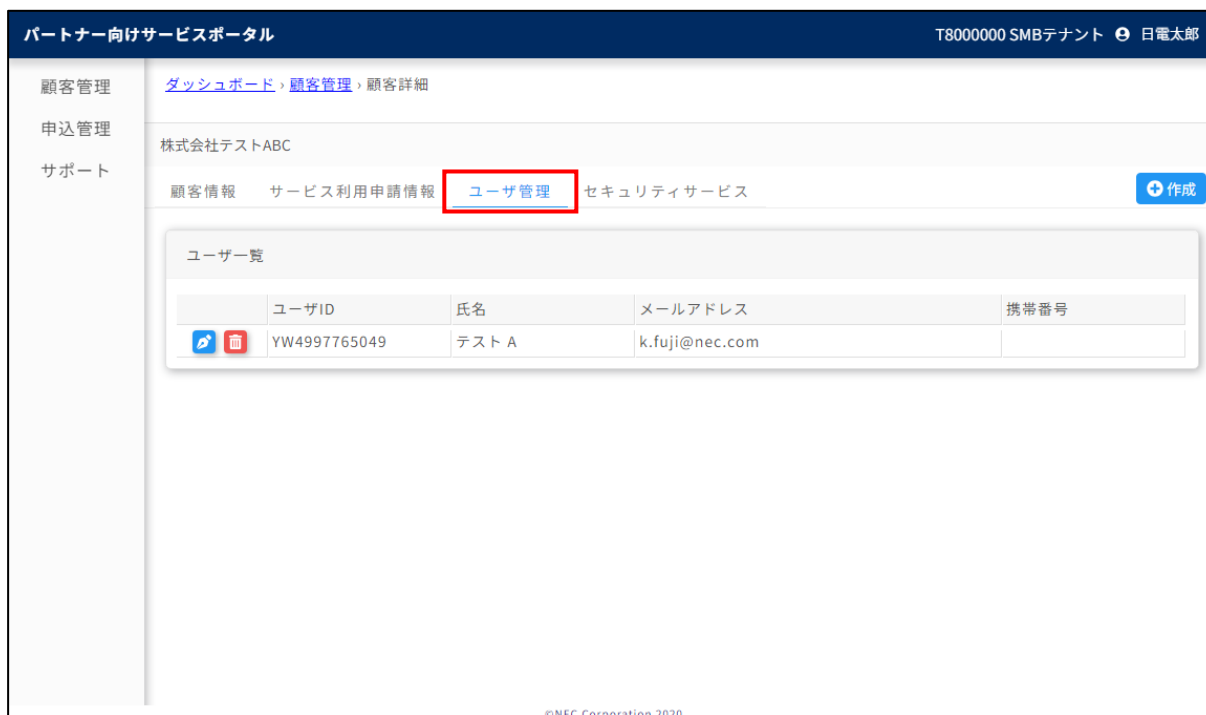 パートナー向けサービスポータル T8000000 SMBテナント 日電太郎
顧客管理
申込管理
サポート
ダッシュボード › 顧客管理 › 顧客詳細
株式会社テストABC
顧客情報 サービス利用申請情報 ユーザ管理 セキュリティサービス 作成
ユーザ一覧
ユーザID 氏名 メールアドレス 携帯番号
YW4997765049 テスト A k.fuji@nec.com
©NEC Corporation 2020